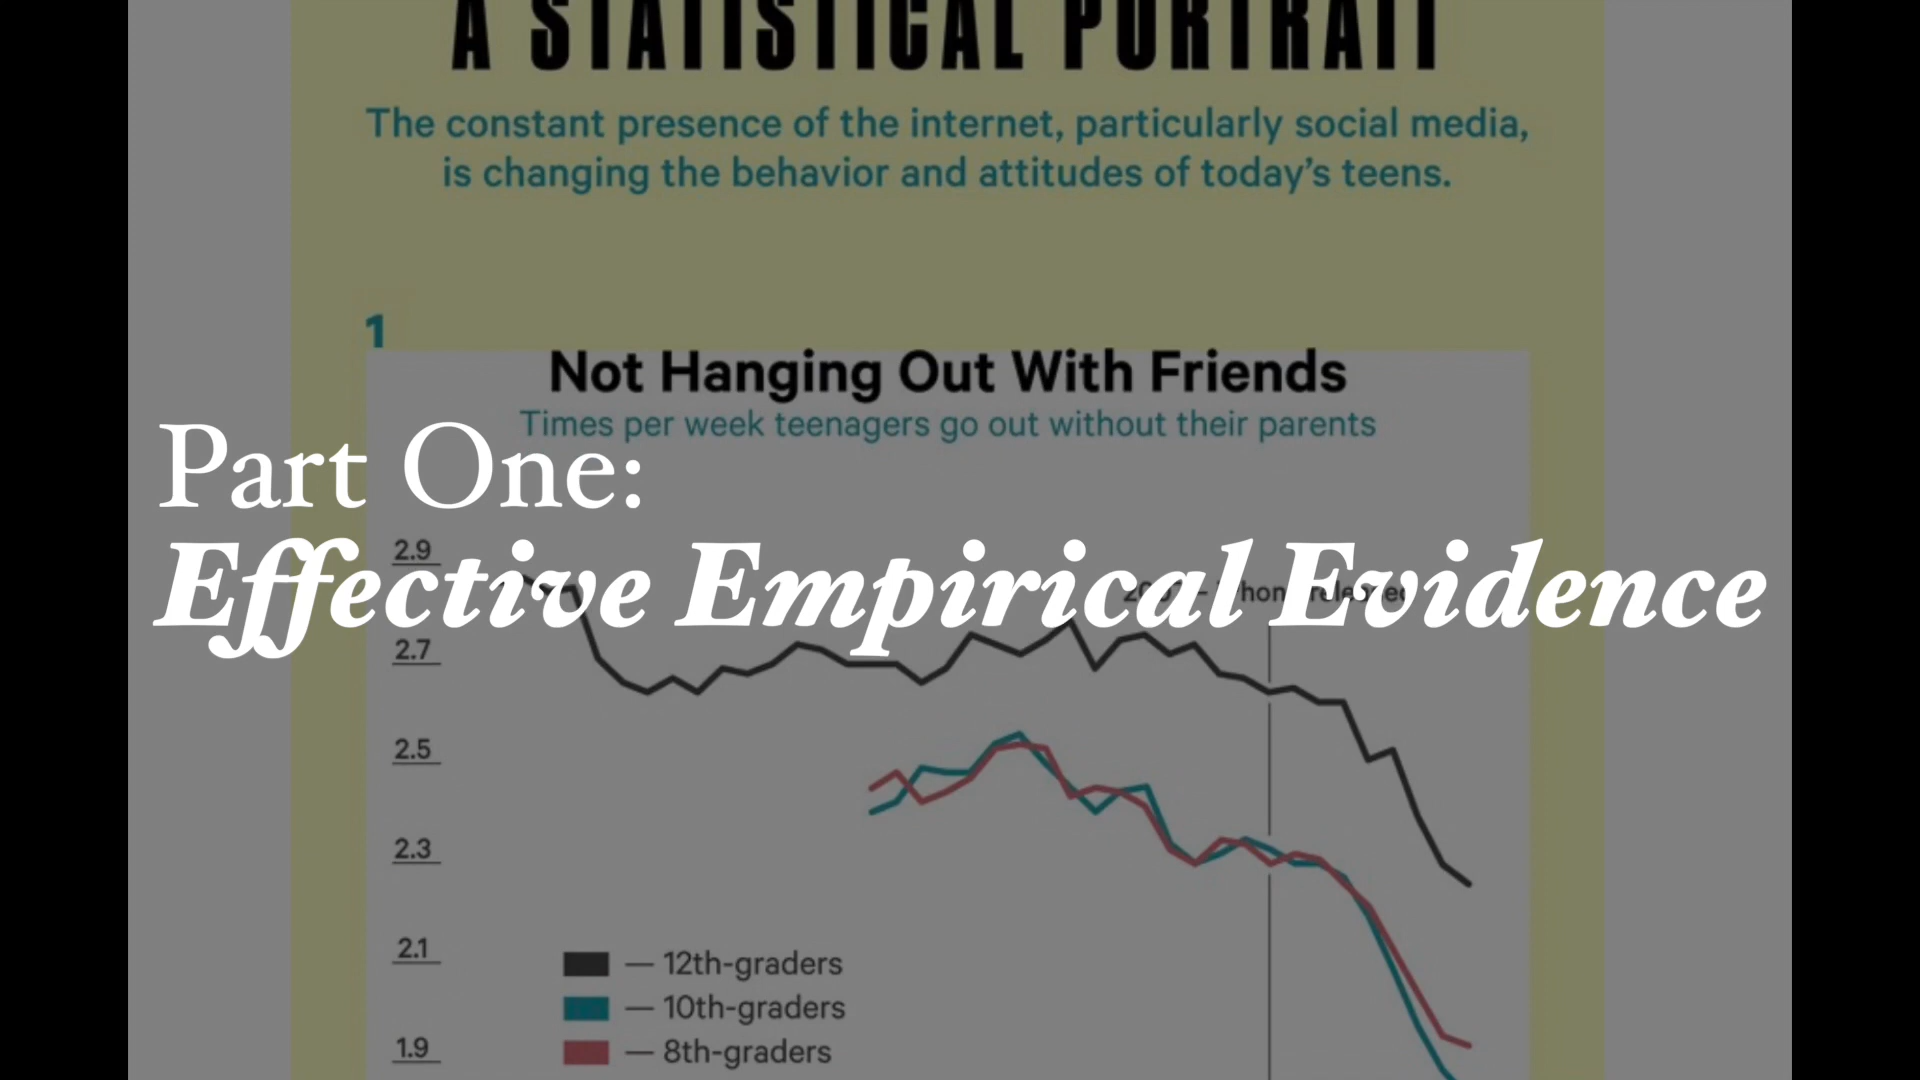 A STATISTICAL PORTRAIT
The constant presence of the internet, particularly social media,
is changing the behavior and attitudes of today's teens.
1
Not Hanging Out With Friends
Times per week teenagers go out without their parents
Part One:
Effective Empirical Evidence
2.9
2.7
2.5
2.3
2.1
1.9
— 12th-graders
— 10th-graders
— 8th-graders